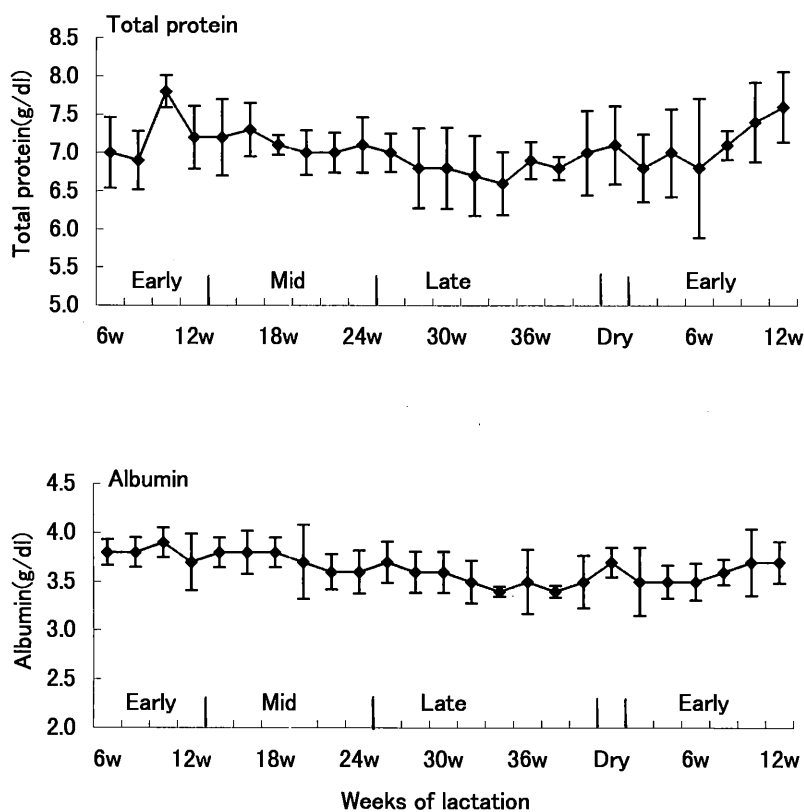 Total protein
8.5
8.0
7.5
7.0
6.5
6.0
5.5
5.0
Total protein(g/dl)
Early Mid Late Early
6w 12w 18w 24w 30w 36w Dry 6w 12w
Albumin
4.5
4.0
3.5
3.0
2.5
2.0
Albumin(g/dl)
Early Mid Late Early
6w 12w 18w 24w 30w 36w Dry 6w 12w
Weeks of lactation